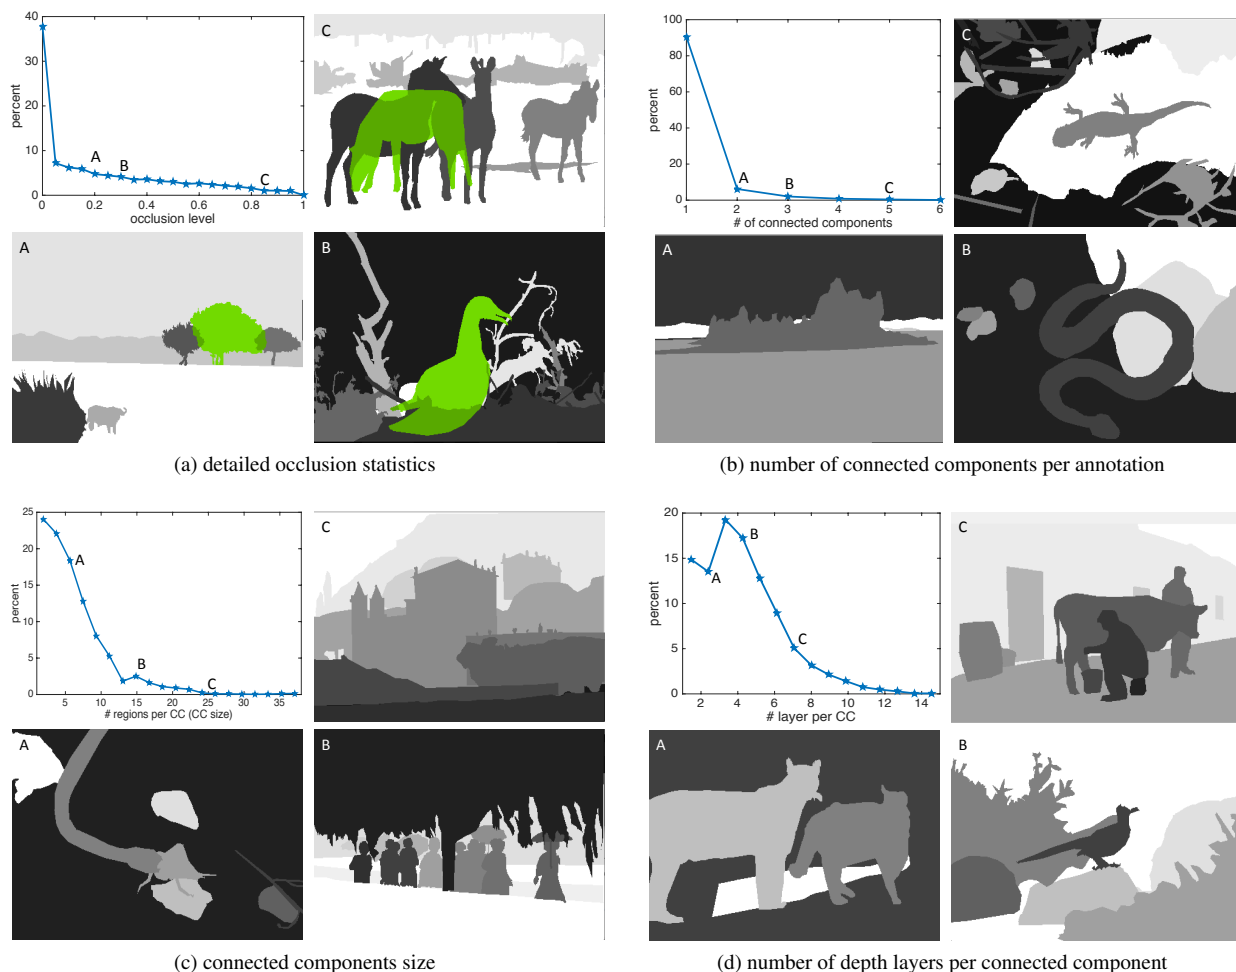 40
30
20
10
0
percent
0
0.2
0.4
0.6
0.8
1
occlusion level
A
B
C
C
A
B
(a) detailed occlusion statistics
100
80
60
40
20
0
percent
1
2
3
4
5
6
# of connected components
A
B
C
C
A
B
(b) number of connected components per annotation
25
20
15
10
5
0
percent
5
10
15
20
25
30
35
# regions per CC (CC size)
A
B
C
C
A
B
(c) connected components size
20
15
10
5
0
percent
2
4
6
8
10
12
14
# layer per CC
A
B
C
C
A
B
(d) number of depth layers per connected component